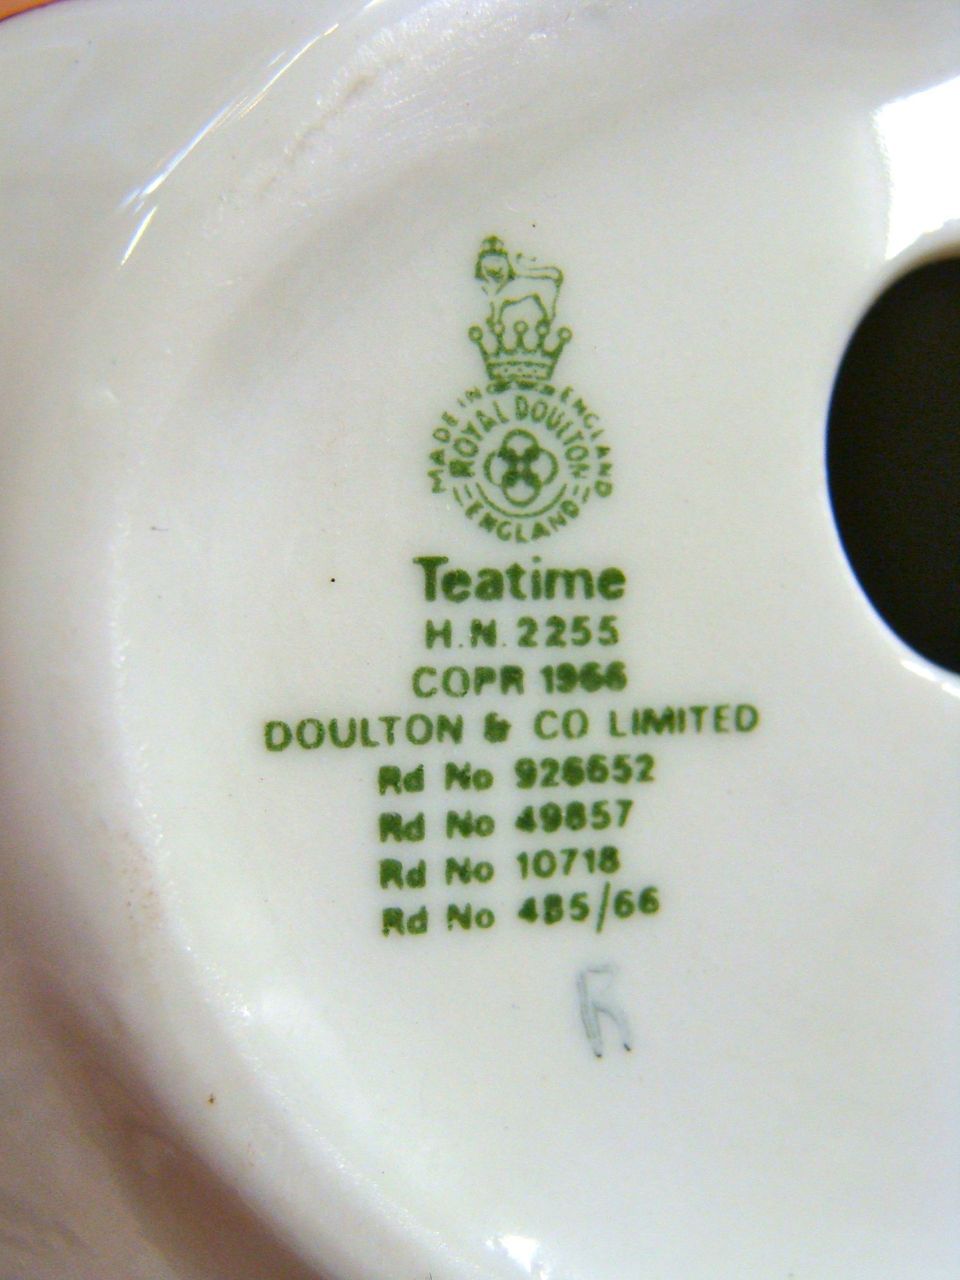 MADE IN ENGLAND
ROYAL DOULTON
ENGLAND
Teatime
H.N. 2255
COPR 1966
DOULTON & CO LIMITED
Rd No 926652
Rd No 49857
Rd No 10718
Rd No 485/66
R